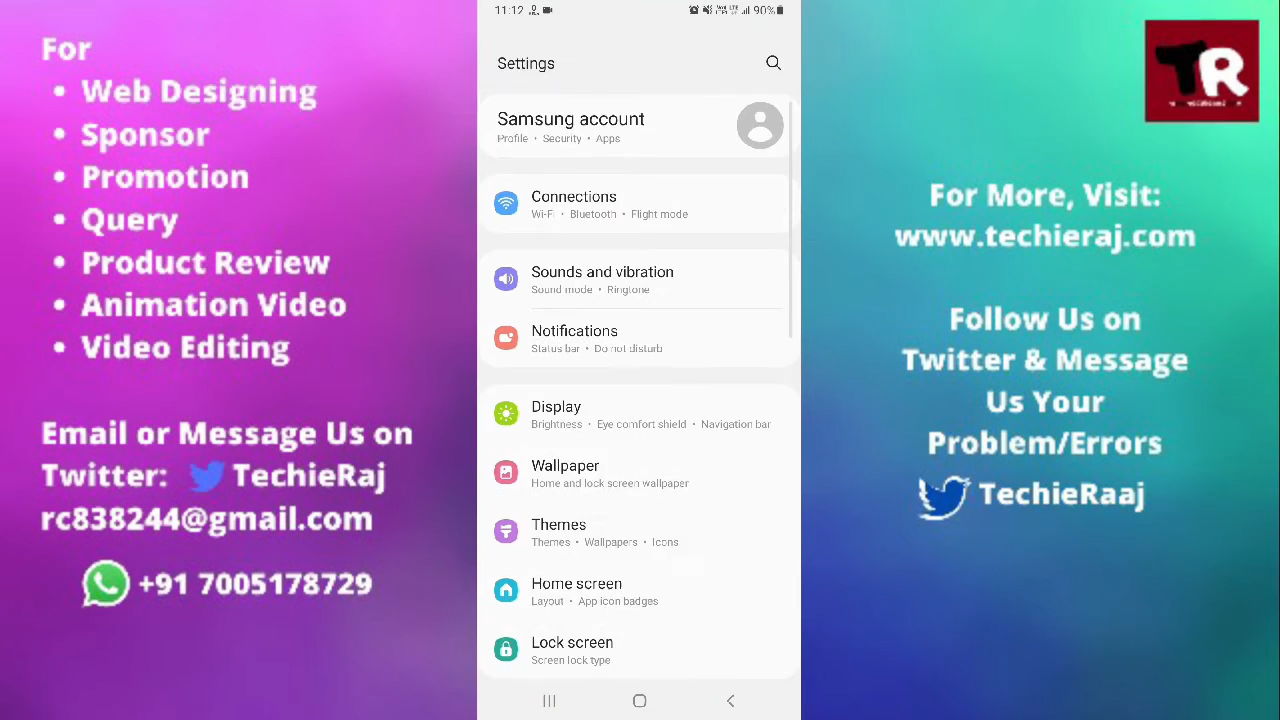 For
• Web Designing
• Sponsor
• Promotion
• Query
• Product Review
• Animation Video
• Video Editing
Email or Message Us on
Twitter: TechieRaj
rc838244@gmail.com
+91 7005178729
11:12
90%
Settings
Samsung account
Profile • Security • Apps
Connections
Wi-Fi • Bluetooth • Flight mode
Sounds and vibration
Sound mode • Ringtone
Notifications
Status bar • Do not disturb
Display
Brightness • Eye comfort shield • Navigation bar
Wallpaper
Home and lock screen wallpaper
Themes
Themes • Wallpapers • Icons
Home screen
Layout • App icon badges
Lock screen
Screen lock type
TR
For More, Visit:
www.techieraj.com
Follow Us on
Twitter & Message
Us Your
Problem/Errors
TechieRaaj